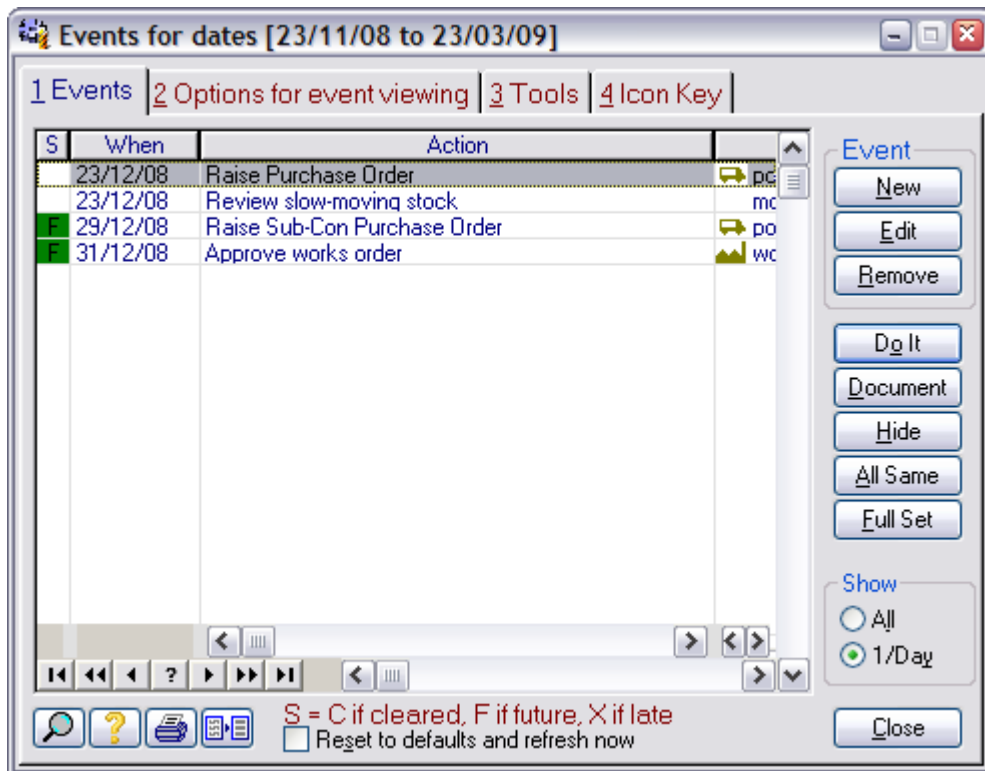 Events for dates [23/11/08 to 23/03/09]
1 Events 2 Options for event viewing 3 Tools 4 Icon Key
S When Action
23/12/08 Raise Purchase Order
23/12/08 Review slow-moving stock
F 29/12/08 Raise Sub-Con Purchase Order po
F 31/12/08 Approve works order
Event
New
Edit
Remove
Do It
Document
Hide
All Same
Full Set
Show
All
1/Day
?
?
S = C if cleared, F if future, X if late
Reset to defaults and refresh now
Close